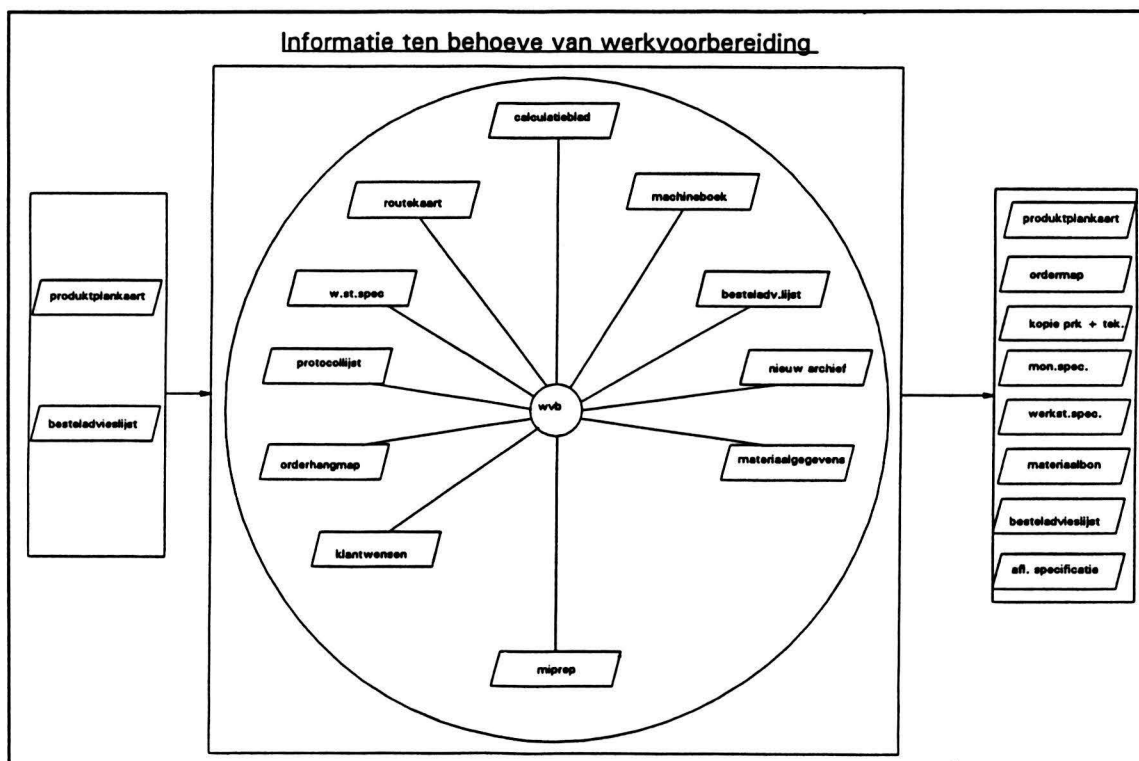 Informatie ten behoeve van werkvoorbereiding
produktplankaart
besteladvieslijst
calculatieblad
routekaart
machineboek
w.st.spec
besteladv.lijst
protocollijst
nieuw archief
wvb
orderhangmap
materiaalgegevens
klantwensen
miprep
produktplankaart
ordermap
kopie prk + tek.
mon.spec.
werkst.spec.
materiaalbon
besteladvieslijst
afl. specificatie